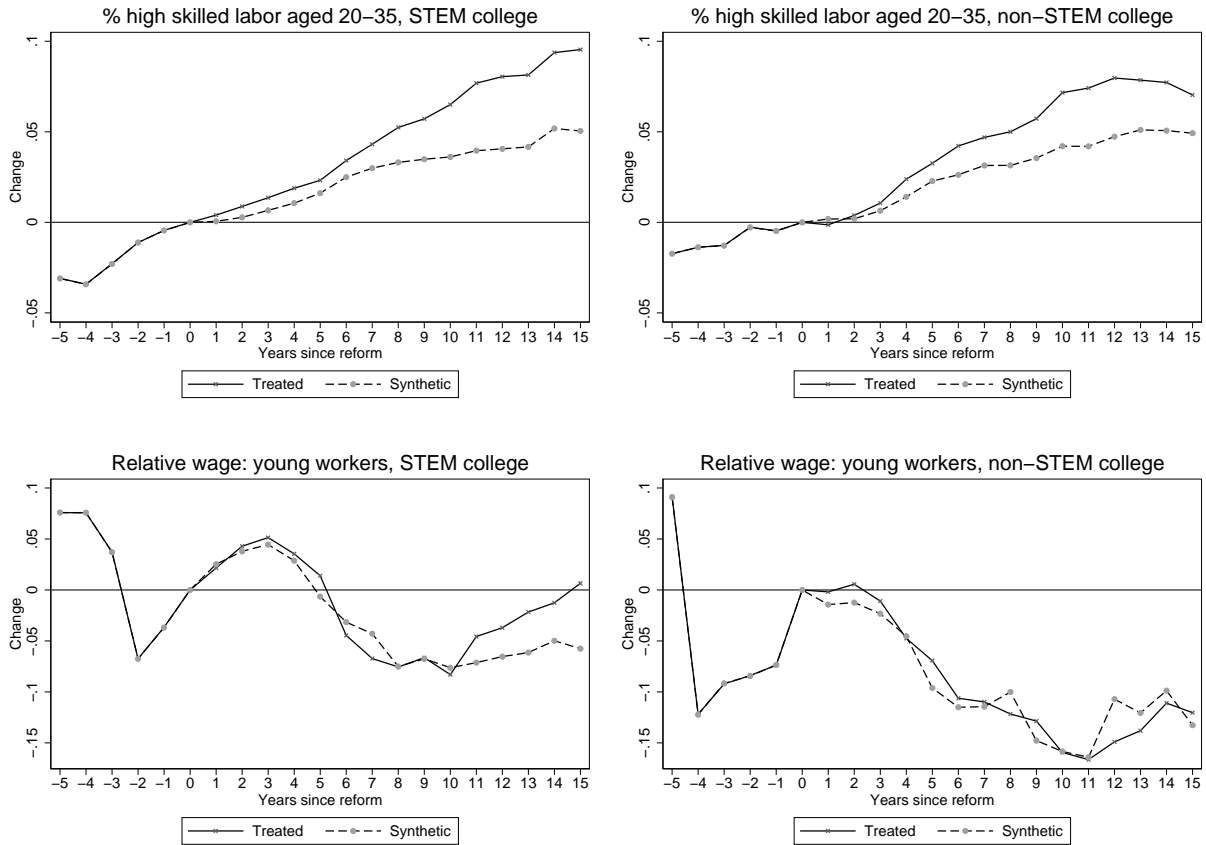 % high skilled labor aged 20−35, STEM college
.1
.05
0
−.05
Change
−5 −4 −3 −2 −1 0 1 2 3 4 5 6 7 8 9 10 11 12 13 14 15
Years since reform
Treated Synthetic
% high skilled labor aged 20−35, non−STEM college
.1
.05
0
−.05
Change
−5 −4 −3 −2 −1 0 1 2 3 4 5 6 7 8 9 10 11 12 13 14 15
Years since reform
Treated Synthetic
Relative wage: young workers, STEM college
.1
.05
0
−.05
−.1
−.15
Change
−5 −4 −3 −2 −1 0 1 2 3 4 5 6 7 8 9 10 11 12 13 14 15
Years since reform
Treated Synthetic
Relative wage: young workers, non−STEM college
.1
.05
0
−.05
−.1
−.15
Change
−5 −4 −3 −2 −1 0 1 2 3 4 5 6 7 8 9 10 11 12 13 14 15
Years since reform
Treated Synthetic